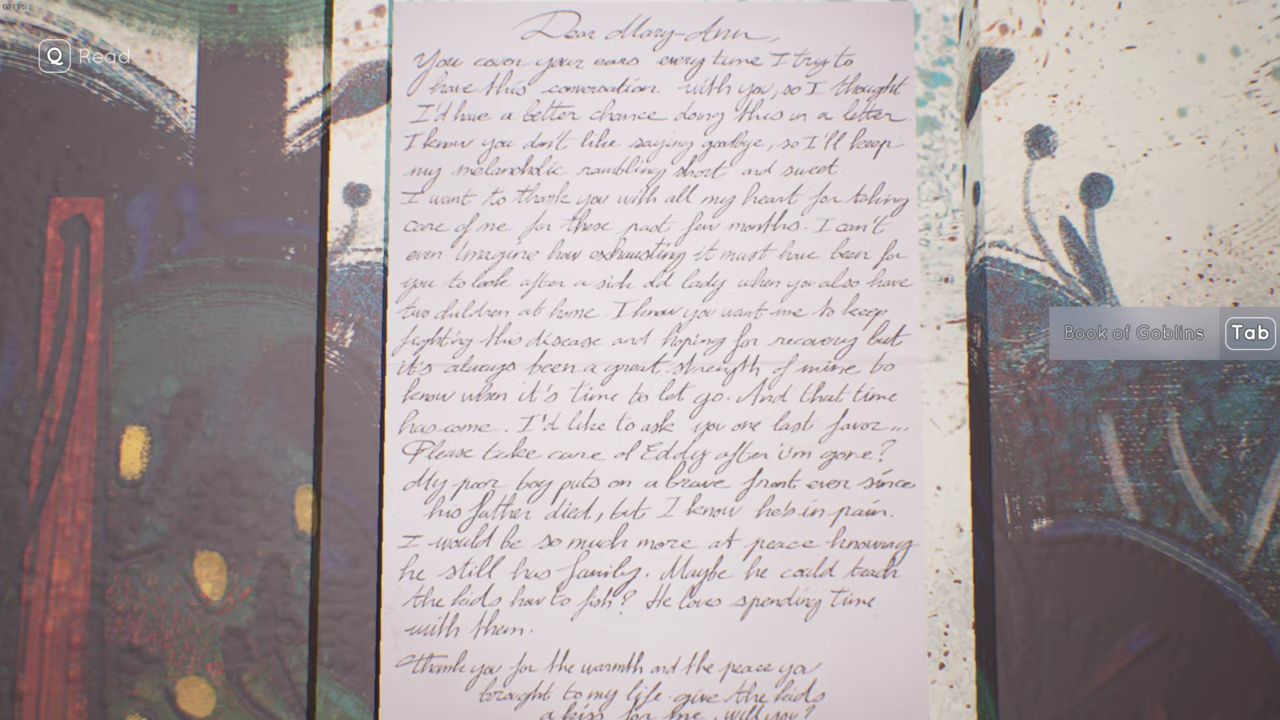 60 FPS
Q Read
Dear Mary-Ann,
You cover your ears every time I try to
have this conversation with you, so I thought
I'd have a better chance doing this in a letter.
I know you don't like saying goodbye, so I'll keep
my melancholic rambling short and sweet.
I want to thank you with all my heart for taking
care of me for these past few months. I can't
even imagine how exhausting it must have been for
you to look after a sick old lady when you also have
two children at home. I know you want me to keep
fighting this disease and hoping for recovery but
it's always been a great strength of mine to
know when it's time to let go. And that time
has come. I'd like to ask you one last favor...
Please take care of Eddy after i'm gone?
My poor boy puts on a brave front ever since
his father died, but I know he's in pain.
I would be so much more at peace knowing
he still has family. Maybe he could teach
the kids how to fish? He loves spending time
with them.
Thank you for the warmth and the peace you
brought to my life. give the kids
a kiss for me, will you?
Book of Goblins Tab